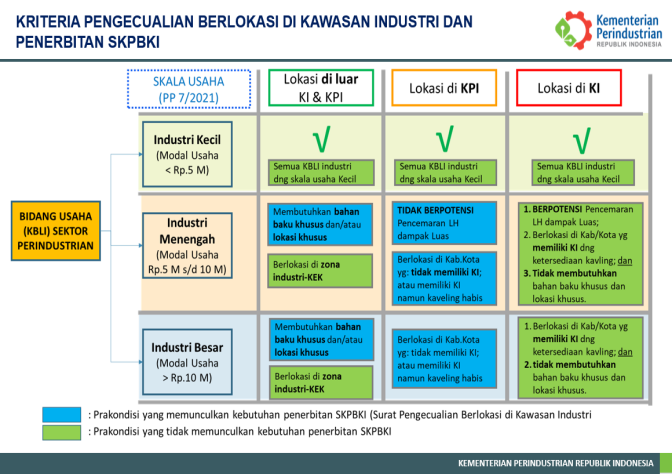 KRITERIA PENGECUALIAN BERLOKASI DI KAWASAN INDUSTRI DAN
PENERBITAN SKPBKI
Kementerian
Perindustrian
REPUBLIK INDONESIA
SKALA USAHA
(PP 7/2021)
Lokasi di luar
KI & KPI
Lokasi di KPI
Lokasi di KI
BIDANG USAHA
(KBLI) SEKTOR
PERINDUSTRIAN
Industri Kecil
(Modal Usaha
< Rp.5 M)
√
Semua KBLI industri
dng skala usaha Kecil
√
Semua KBLI industri
dng skala usaha Kecil
√
Semua KBLI industri
dng skala usaha Kecil
Industri
Menengah
(Modal Usaha
Rp.5 M s/d 10 M)
Membutuhkan bahan
baku khusus dan/atau
lokasi khusus
Berlokasi di zona
industri-KEK
TIDAK BERPOTENSI
Pencemaran LH
dampak Luas
Berlokasi di Kab.Kota
yg: tidak memiliki KI;
atau memiliki KI
namun kaveling habis
1. BERPOTENSI Pencemaran
LH dampak Luas;
2. Berlokasi di Kab/Kota yg
memiliki KI dng
ketersediaan kavling; dan
3. Tidak membutuhkan
bahan baku khusus dan
lokasi khusus.
Industri Besar
(Modal Usaha
> Rp.10 M)
Membutuhkan bahan
baku khusus dan/atau
lokasi khusus
Berlokasi di zona
industri-KEK
Berlokasi di Kab.Kota
yg: tidak memiliki KI;
atau memiliki KI
namun kaveling habis
1. Berlokasi di Kab/Kota yg
memiliki KI dng
ketersediaan kavling; dan
2. tidak membutuhkan
bahan baku khusus dan
lokasi khusus.
: Prakondisi yang memunculkan kebutuhan penerbitan SKPBKI (Surat Pengecualian Berlokasi di Kawasan Industri
: Prakondisi yang tidak memunculkan kebutuhan penerbitan SKPBKI
KEMENTERIAN PERINDUSTRIAN REPUBLIK INDONESIA